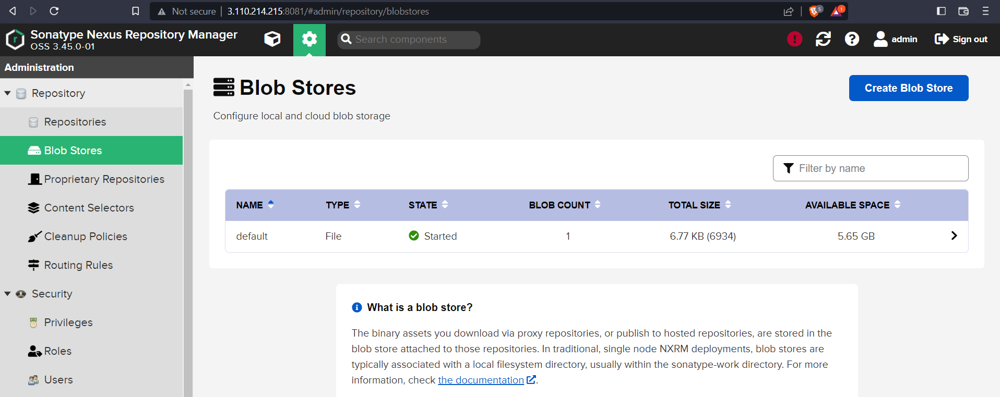 Not secure 3.110.214.215:8081/#admin/repository/blobstores 5 1
Sonatype Nexus Repository Manager
OSS 3.45.0-01
Search components
admin
Sign out
Administration
Repository
Repositories
Blob Stores
Proprietary Repositories
Content Selectors
Cleanup Policies
Routing Rules
Security
Privileges
Roles
Users
Blob Stores
Create Blob Store
Configure local and cloud blob storage
Filter by name
NAME TYPE STATE BLOB COUNT TOTAL SIZE AVAILABLE SPACE
default File Started 1 6.77 KB (6934) 5.65 GB
What is a blob store?
The binary assets you download via proxy repositories, or publish to hosted repositories, are stored in the
blob store attached to those repositories. In traditional, single node NXRM deployments, blob stores are
typically associated with a local filesystem directory, usually within the sonatype-work directory. For more
information, check the documentation.